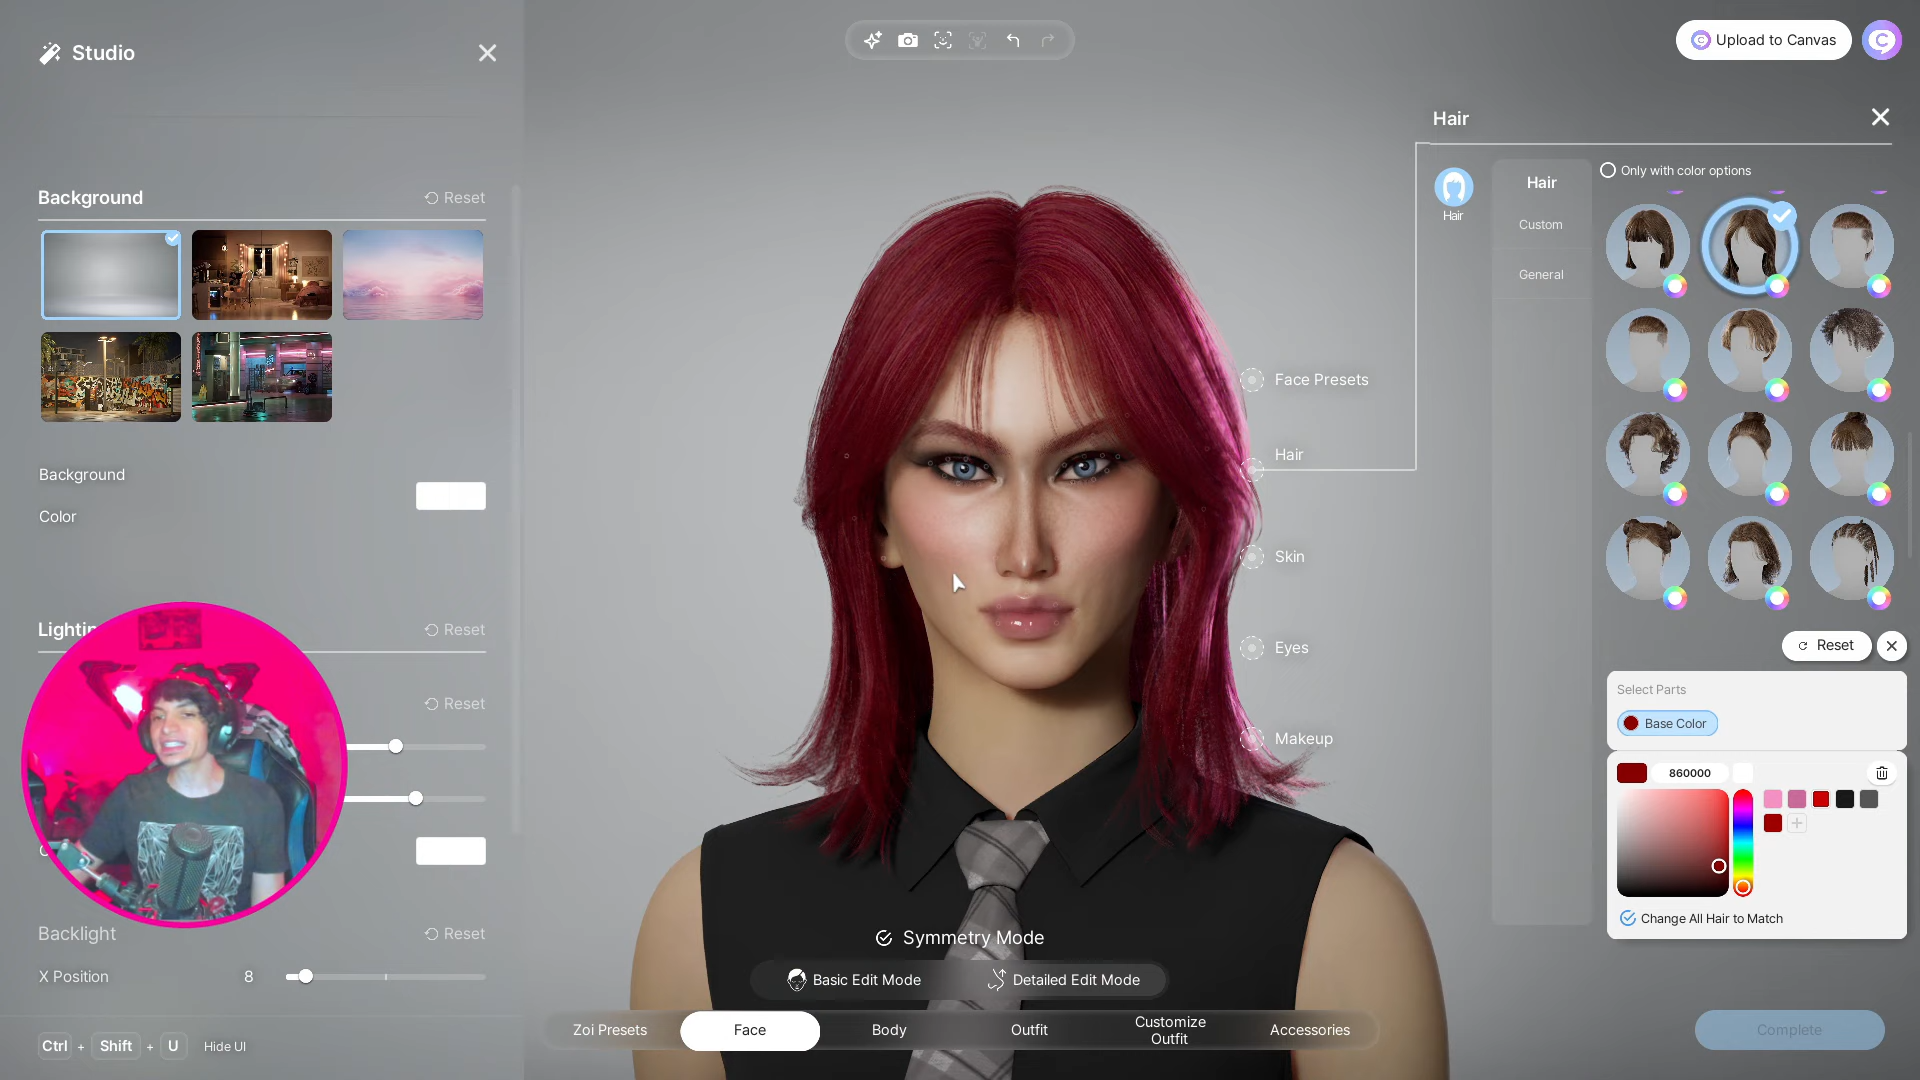 Studio
Upload to Canvas
Hair
Background
Reset
Hair
Hair
Custom
General
Only with color options
Face Presets
Hair
Background
Color
Skin
Lightin
Reset
Reset
Eyes
Makeup
Reset
Select Parts
Base Color
860000
Change All Hair to Match
Backlight
Reset
X Position
8
Symmetry Mode
Basic Edit Mode
Detailed Edit Mode
Zoi Presets
Face
Body
Outfit
Customize
Outfit
Accessories
Complete
Ctrl + Shift + U Hide UI